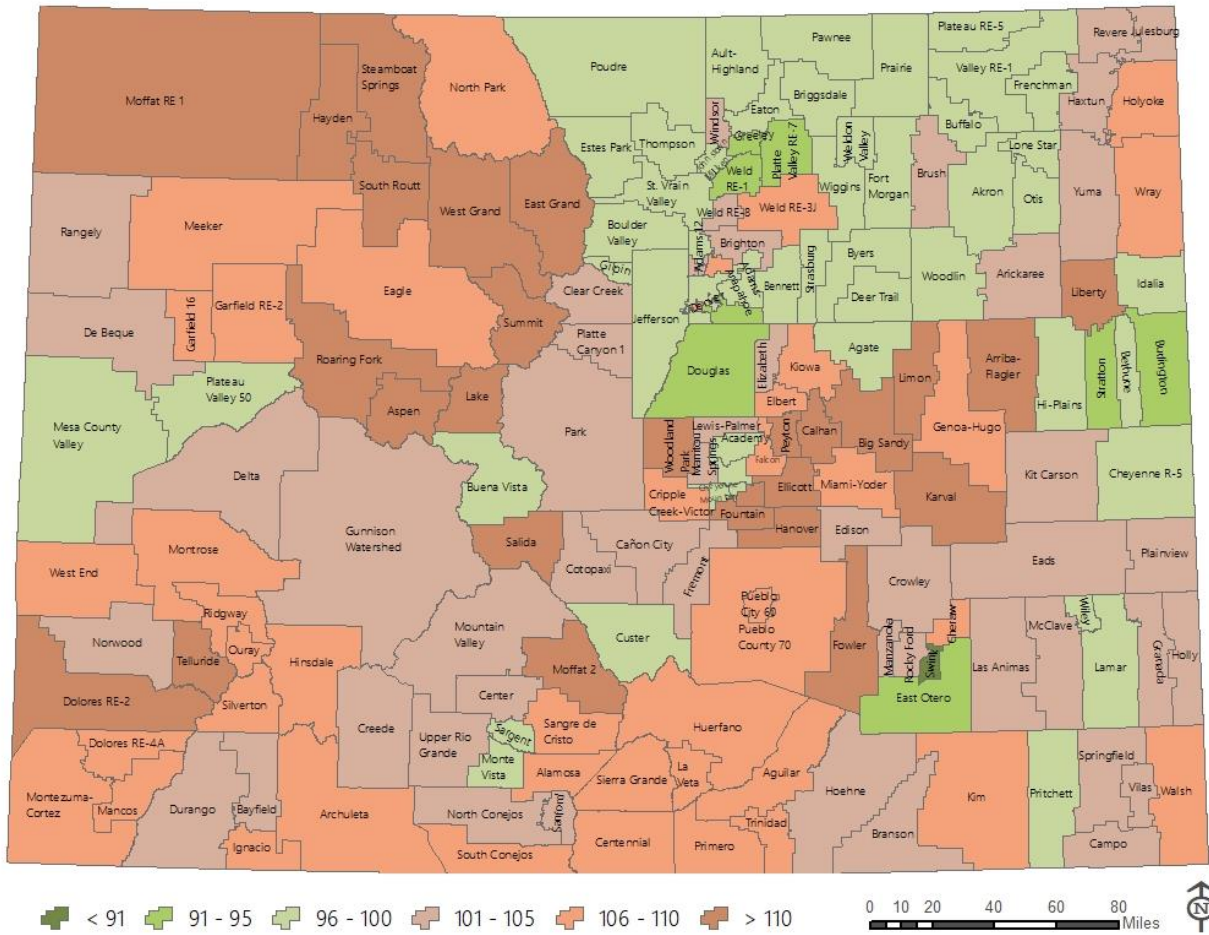 Moffat RE 1
Hayden
Steamboat
Springs
North Park
South Routt
West Grand
East Grand
Poudre
Ault-
Highland
Pawnee
Prairie
Plateau RE-5
Revere
Julesburg
Valley RE-1
Frenchman
Haxtun
Holyoke
Briggsdale
Eaton
Windsor
Greeley
Estes Park
Thompson
Platte
Valley RE-7
Weldon
Valley
Buffalo
Lone Star
Weld
RE-1
Wiggins
Fort
Morgan
Brush
Akron
Otis
Yuma
Wray
St. Vrain
Valley
Weld RE-8
Weld RE-3J
Boulder
Valley
Adams 12
Brighton
Gilpin
Rangely
Meeker
Eagle
Summit
Clear Creek
Jefferson
Denver
Adams-
Arapahoe
Bennett
Strasburg
Byers
Deer Trail
Woodlin
Arickaree
Liberty
Idalia
De Beque
Garfield 16
Garfield RE-2
Roaring Fork
Aspen
Lake
Platte
Canyon 1
Park
Douglas
Elizabeth
Kiowa
Elbert
Agate
Limon
Genoa-Hugo
Arriba-
Flagler
Hi-Plains
Stratton
Bethune
Burlington
Mesa County
Valley
Plateau
Valley 50
Delta
Buena Vista
Woodland
Park
Manitou
Springs
Lewis-Palmer
Academy
Falcon
Peyton
Calhan
Big Sandy
Kit Carson
Cheyenne R-5
Cripple
Creek-Victor
Cheyenne
Mountain
Ellicott
Miami-Yoder
Karval
Fountain
Hanover
Edison
Gunnison
Watershed
Salida
Cotopaxi
Cañon City
Fremont
Montrose
West End
Pueblo
City 60
Pueblo
County 70
Crowley
Eads
Plainview
Norwood
Ridgway
Ouray
Telluride
Hinsdale
Mountain
Valley
Custer
Fowler
Manzanola
Rocky Ford
Swink
Cheraw
East Otero
Las Animas
McClave
Wiley
Lamar
Granada
Holly
Dolores RE-2
Silverton
Creede
Center
Moffat 2
Upper Rio
Grande
Sargent
Monte
Vista
Sangre de
Cristo
Huerfano
Dolores RE-4A
Montezuma-
Cortez
Mancos
Durango
Bayfield
Ignacio
Archuleta
Alamosa
Sierra Grande
La
Veta
Aguilar
Hoehne
Kim
Pritchett
Springfield
Vilas
Walsh
North Conejos
Sanford
South Conejos
Centennial
Primero
Trinidad
Branson
Campo
< 91 91 - 95 96 - 100 101 - 105 106 - 110 > 110
0 10 20 40 60 80
Miles
N